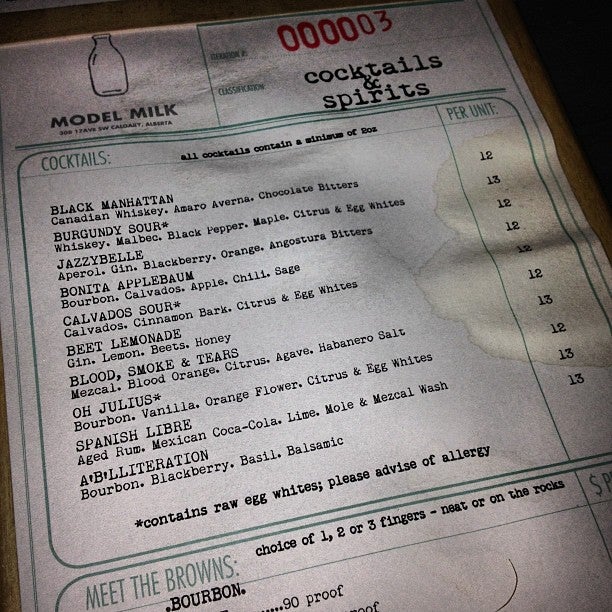 ITERATION #:
000003
CLASSIFICATION:
cocktails
&
spirits
MODEL MILK
308 17AVE SW CALGARY, ALBERTA
COCKTAILS:
all cocktails contain a minimum of 2oz
PER UNIT:
BLACK MANHATTAN 12
Canadian Whiskey. Amaro Averna. Chocolate Bitters
BURGUNDY SOUR* 13
Whiskey. Malbec. Black Pepper. Maple. Citrus & Egg Whites
JAZZYBELLE 12
Aperol. Gin. Blackberry. Orange. Angostura Bitters
BONITA APPLEBAUM 12
Bourbon. Calvados. Apple. Chili. Sage
CALVADOS SOUR* 12
Calvados. Cinnamon Bark. Citrus & Egg Whites
BEET LEMONADE 12
Gin. Lemon. Beets. Honey
BLOOD, SMOKE & TEARS 13
Mezcal. Blood Orange. Citrus. Agave. Habanero Salt
OH JULIUS* 12
Bourbon. Vanilla. Orange Flower. Citrus & Egg Whites
SPANISH LIBRE 13
Aged Rum. Mexican Coca-Cola. Lime. Mole & Mezcal Wash
A'B'LLITERATION 13
Bourbon. Blackberry. Basil. Balsamic
*contains raw egg whites; please advise of allergy
MEET THE BROWNS:
choice of 1, 2 or 3 fingers - neat or on the rocks
$ P
.BOURBON.
.....90 proof
oof